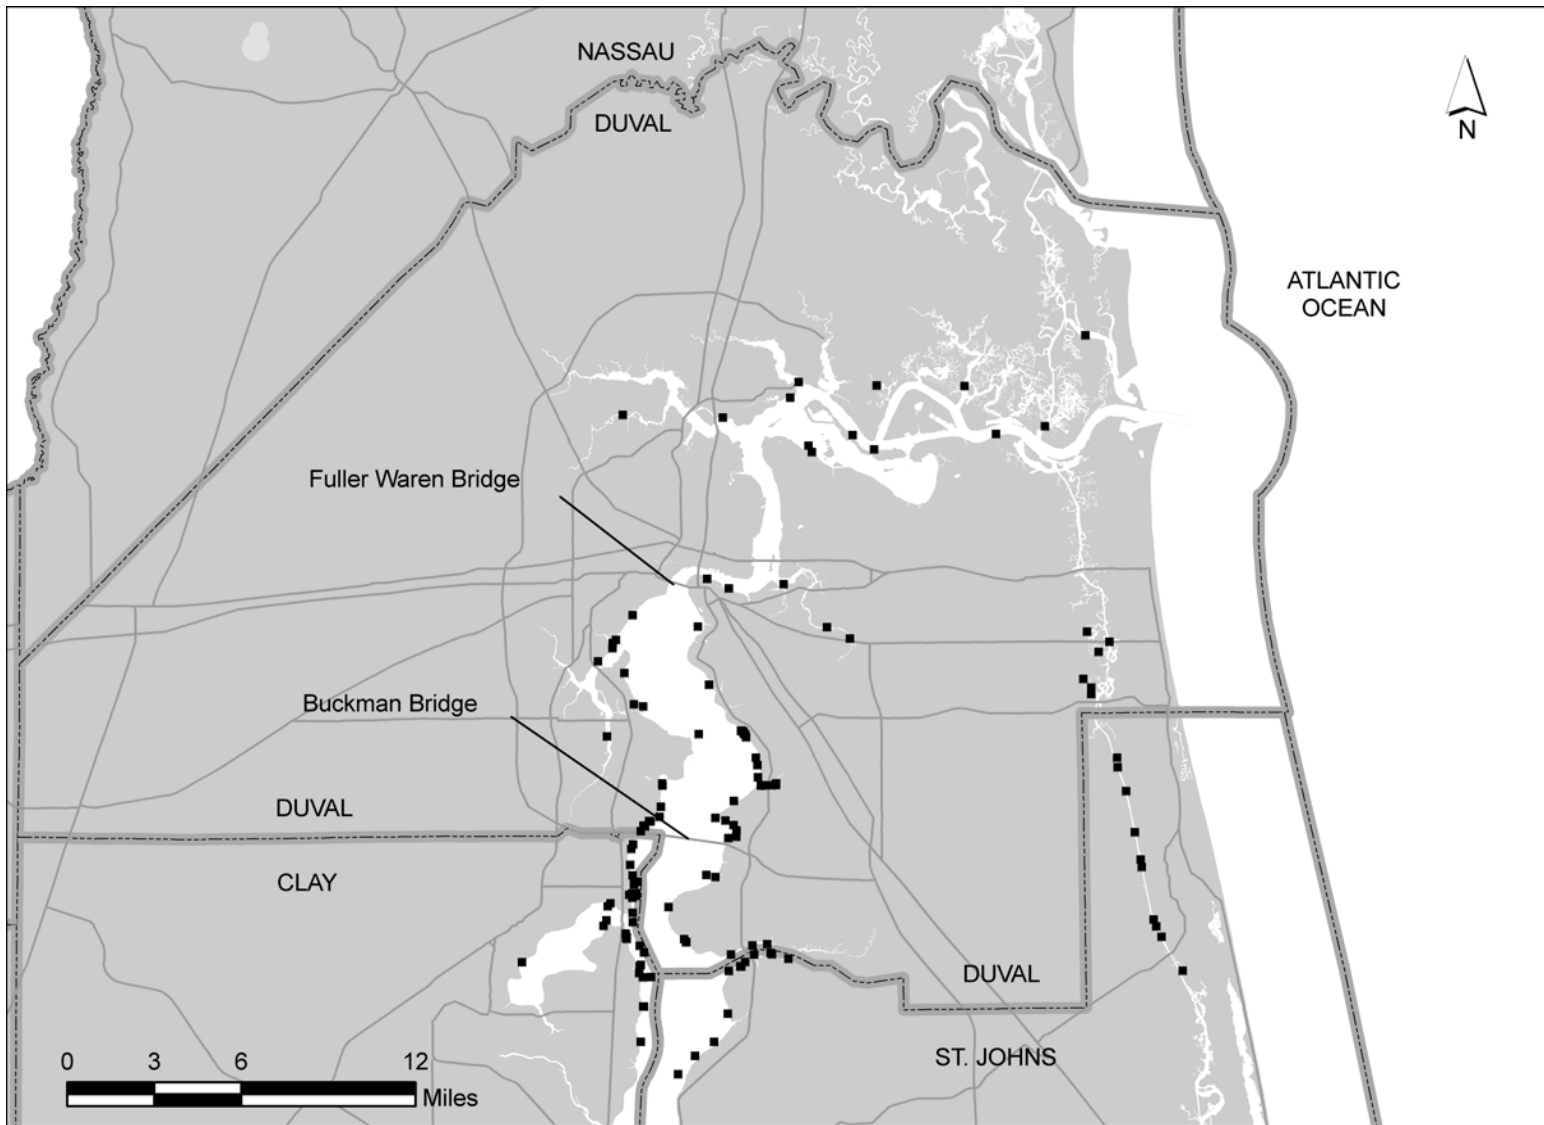 NASSAU
DUVAL
N
ATLANTIC
OCEAN
Fuller Waren Bridge
Buckman Bridge
DUVAL
CLAY
DUVAL
ST. JOHNS
0 3 6 12
Miles